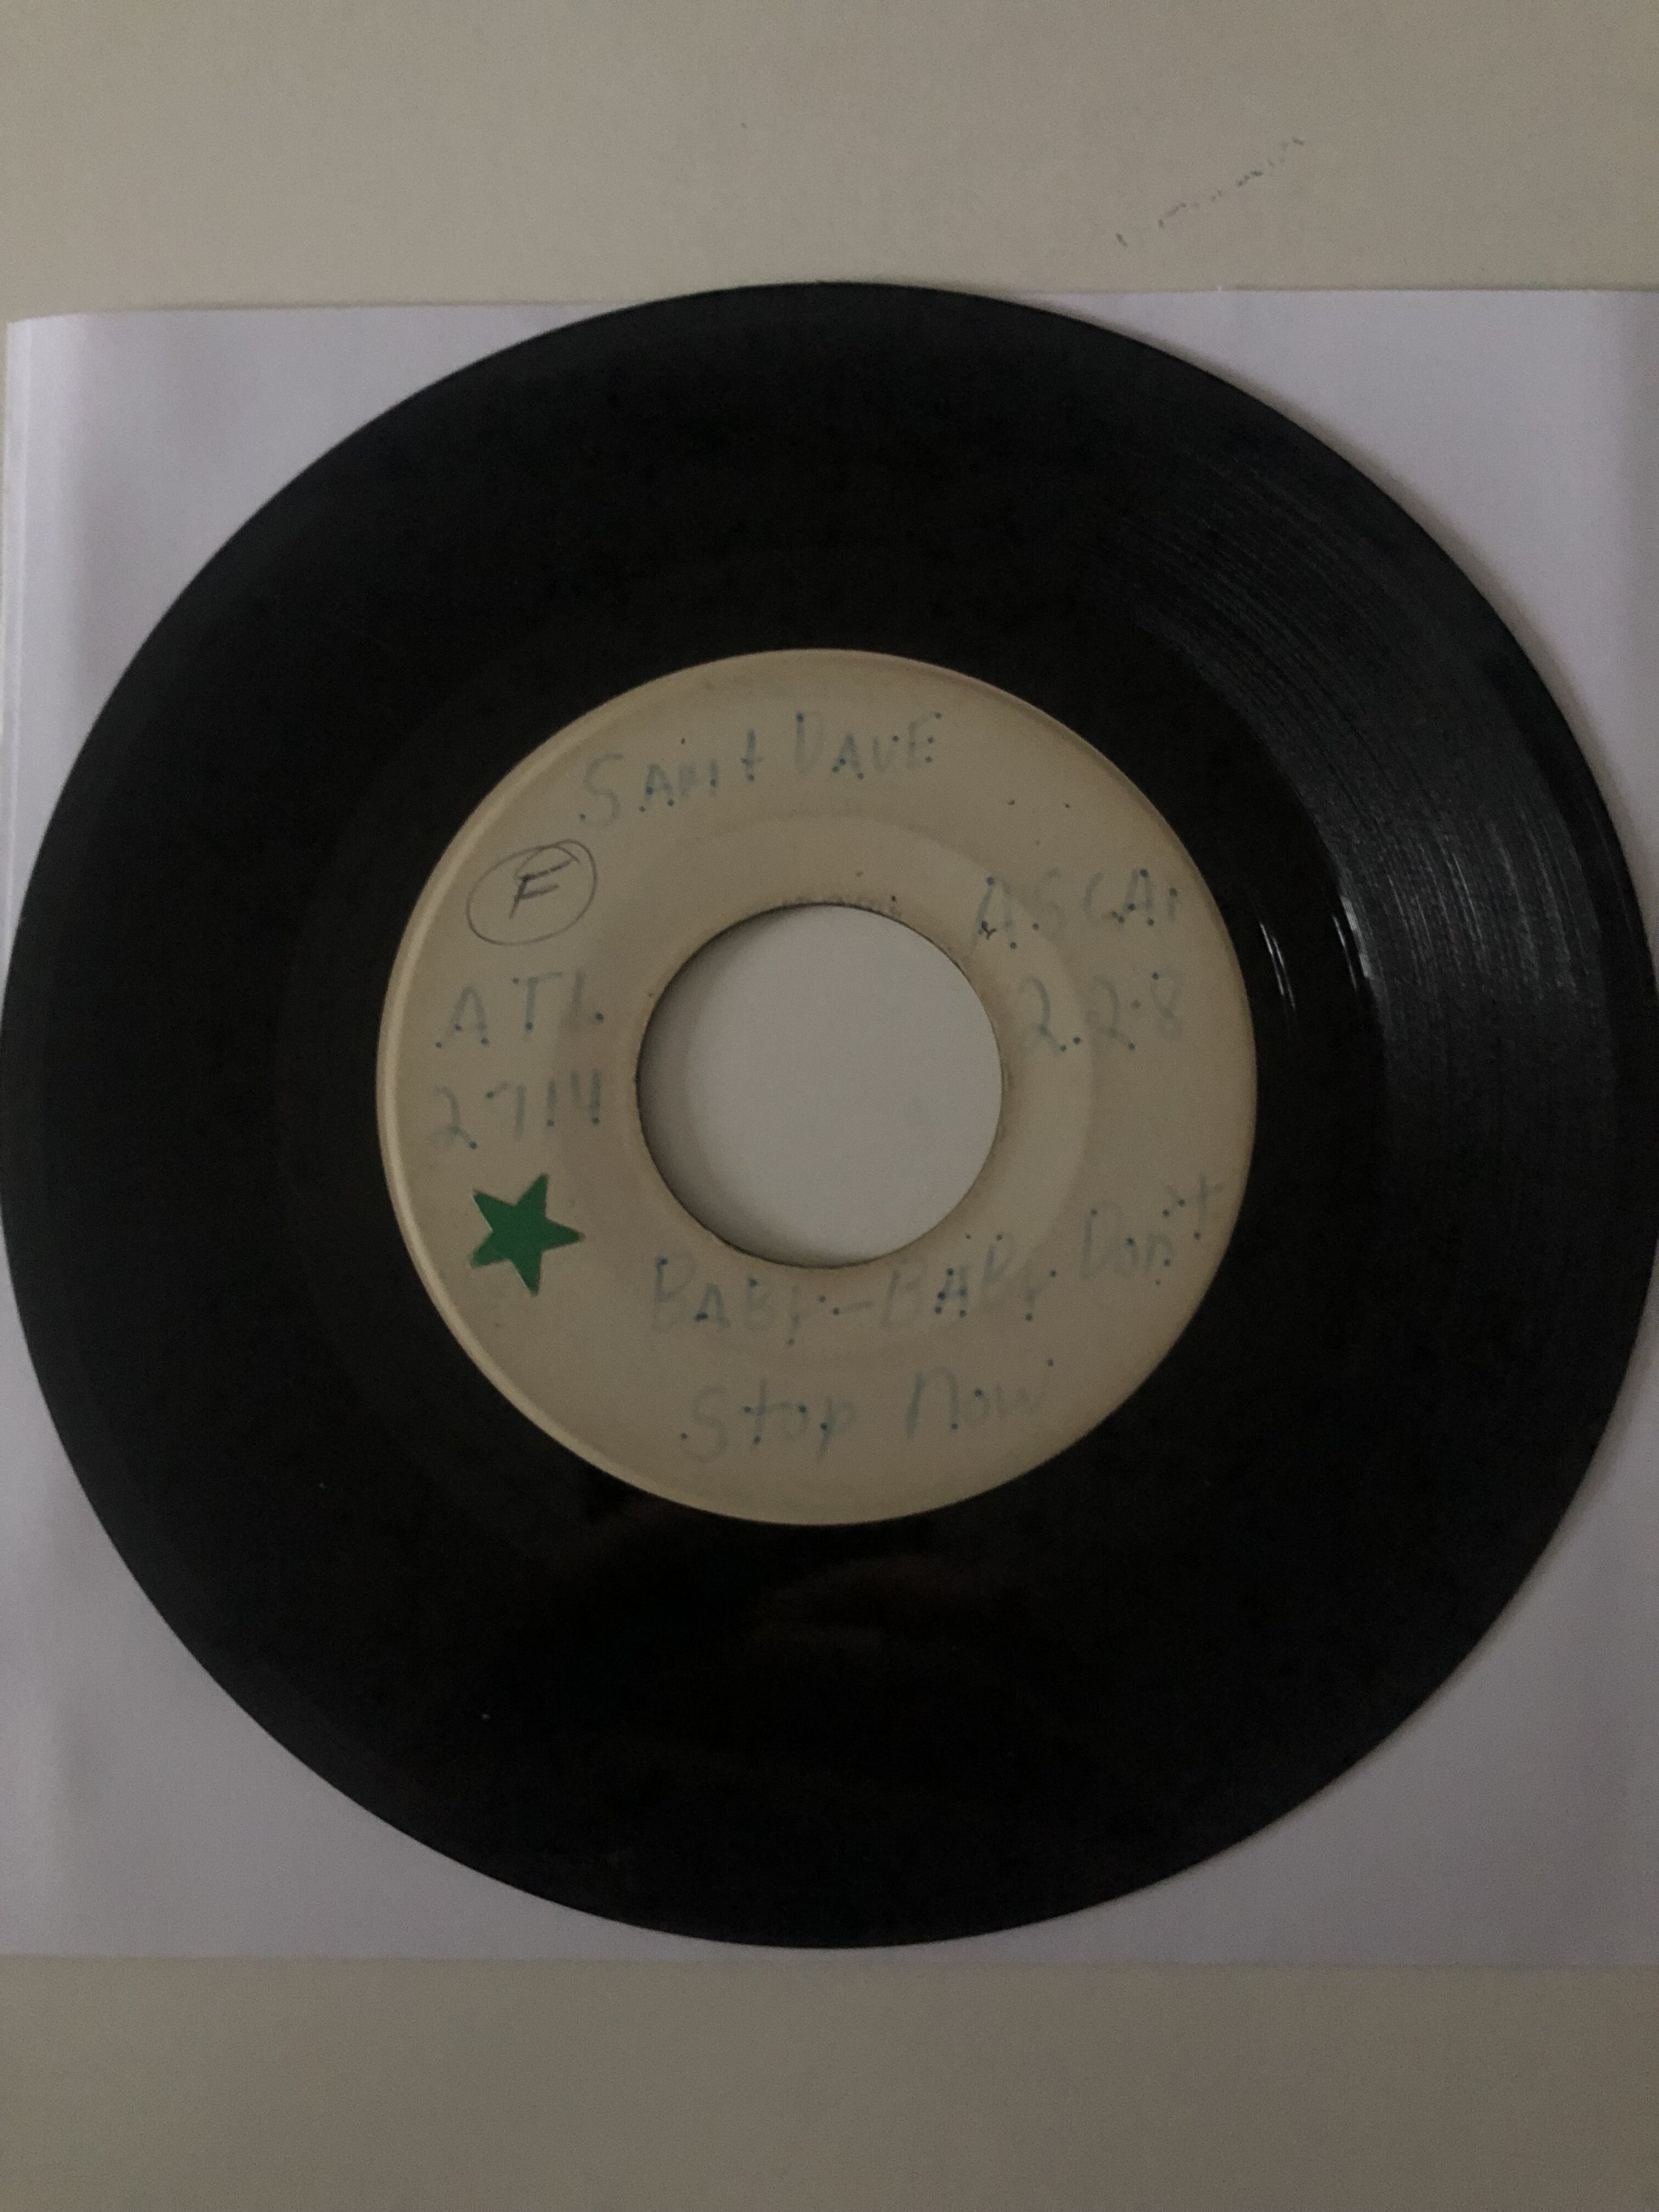 SAM + DAVE
F
ATL.
2714
ASCAP
2.28
BABY-BABY Don't
Stop Now